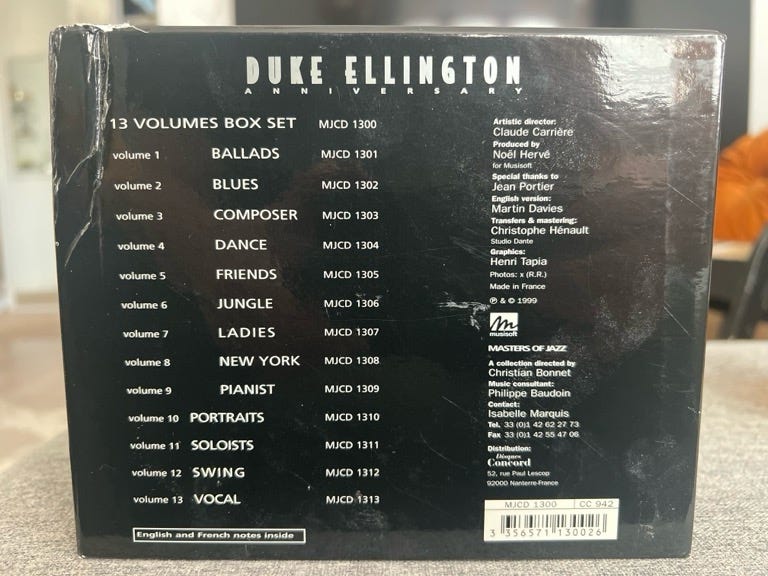 DUKE ELLINGTON
ANNIVERSARY
13 VOLUMES BOX SET MJCD 1300
volume 1 BALLADS MJCD 1301
volume 2 BLUES MJCD 1302
volume 3 COMPOSER MJCD 1303
volume 4 DANCE MJCD 1304
volume 5 FRIENDS MJCD 1305
volume 6 JUNGLE MJCD 1306
volume 7 LADIES MJCD 1307
volume 8 NEW YORK MJCD 1308
volume 9 PIANIST MJCD 1309
volume 10 PORTRAITS MJCD 1310
volume 11 SOLOISTS MJCD 1311
volume 12 SWING MJCD 1312
volume 13 VOCAL MJCD 1313
English and French notes inside
Artistic director:
Claude Carrière
Produced by
Noël Hervé
for Musisoft
Special thanks to
Jean Portier
English version:
Martin Davies
Transfers & mastering:
Christophe Hénault
Studio Dante
Graphics:
Henri Tapia
Photos: x (R.R.)
Made in France
℗ & © 1999
m
musisoft
MASTERS OF JAZZ
A collection directed by
Christian Bonnet
Music consultant:
Philippe Baudoin
Contact:
Isabelle Marquis
Tel. 33 (0)1 42 62 27 73
Fax 33 (0)1 42 55 47 06
Distribution:
Disques
Concord
52, rue Paul Lescop
92000 Nanterre-France
MJCD 1300 CC 942
3 356571 130026